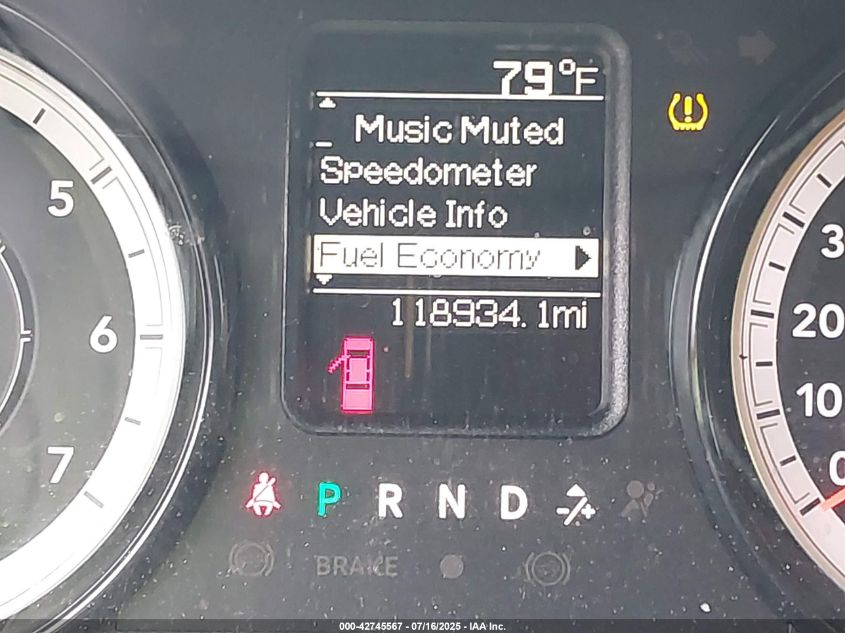 79°F
Music Muted
Speedometer
Vehicle Info
Fuel Economy
118934.1mi
5
6
7
30
20
10
0
P R N D -/+
BRAKE
000-42745567 - 07/16/2025 - IAA Inc.